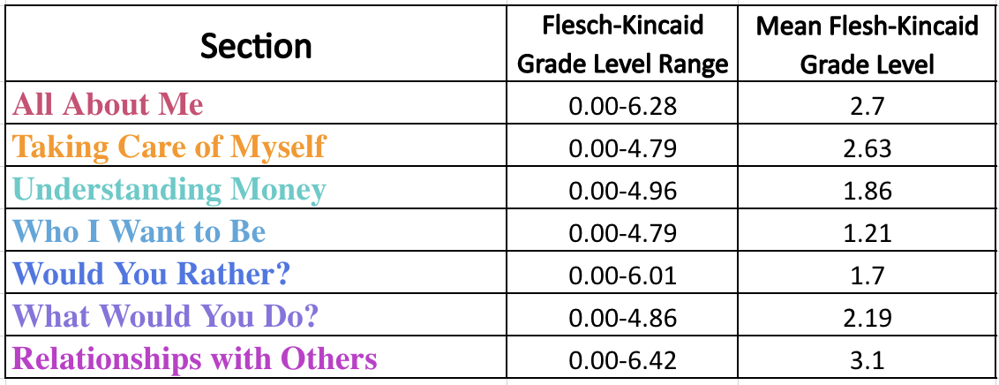 Section Flesch-Kincaid Grade Level Range Mean Flesh-Kincaid Grade Level
All About Me 0.00-6.28 2.7
Taking Care of Myself 0.00-4.79 2.63
Understanding Money 0.00-4.96 1.86
Who I Want to Be 0.00-4.79 1.21
Would You Rather? 0.00-6.01 1.7
What Would You Do? 0.00-4.86 2.19
Relationships with Others 0.00-6.42 3.1